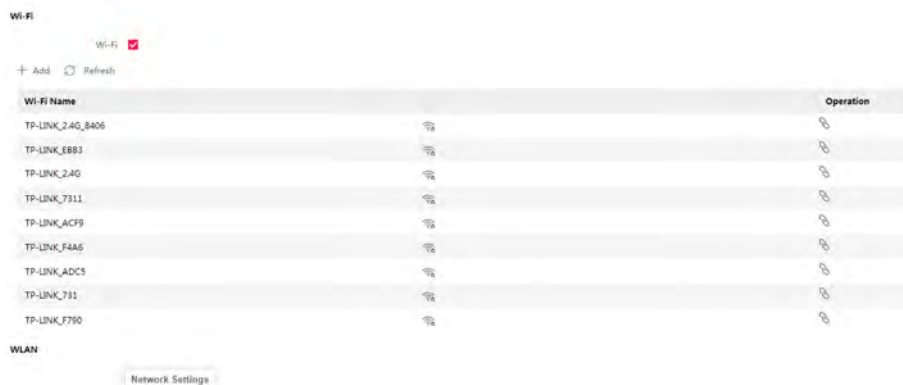 Wi-Fi
Wi-Fi
+ Add Refresh
Wi-Fi Name Operation
TP-LINK_2.4G_B406
TP-LINK_EBB3
TP-LINK_2.4G
TP-LINK_7311
TP-LINK_ACF9
TP-LINK_F4A6
TP-LINK_ADC5
TP-LINK_731
TP-LINK_F790
WLAN
Network Settings